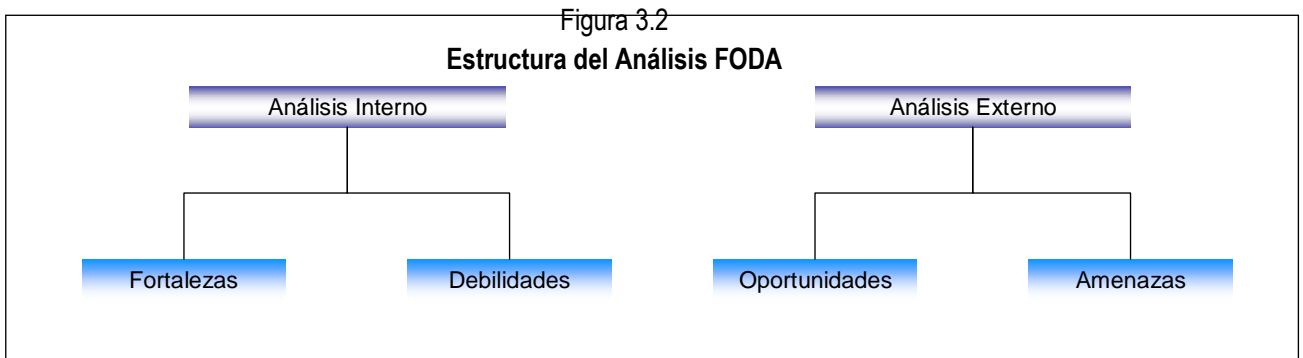 Figura 3.2
Estructura del Análisis FODA
Análisis Interno
Análisis Externo
Fortalezas
Debilidades
Oportunidades
Amenazas